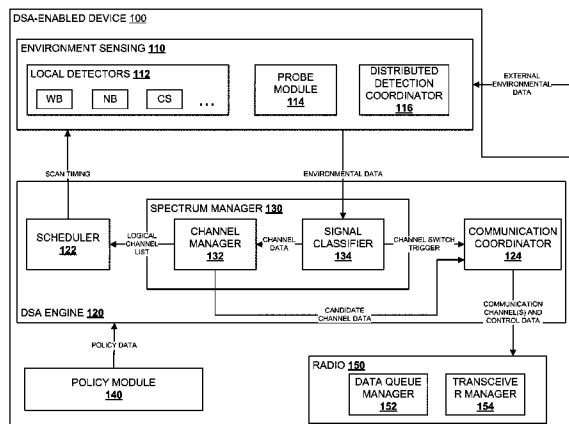 DSA-ENABLED DEVICE 100
ENVIRONMENT SENSING 110
LOCAL DETECTORS 112
WB
NB
CS
...
PROBE
MODULE
114
DISTRIBUTED
DETECTION
COORDINATOR
116
EXTERNAL
ENVIRONMENTAL
DATA
SCAN TIMING
ENVIRONMENTAL DATA
SPECTRUM MANAGER 130
SCHEDULER
122
LOGICAL
CHANNEL
LIST
CHANNEL
MANAGER
132
CHANNEL
DATA
SIGNAL
CLASSIFIER
134
CHANNEL SWITCH
TRIGGER
COMMUNICATION
COORDINATOR
124
CANDIDATE
CHANNEL DATA
DSA ENGINE 120
COMMUNICATION
CHANNEL(S) AND
CONTROL DATA
POLICY DATA
POLICY MODULE
140
RADIO 150
DATA QUEUE
MANAGER
152
TRANSCEIVE
R MANAGER
154